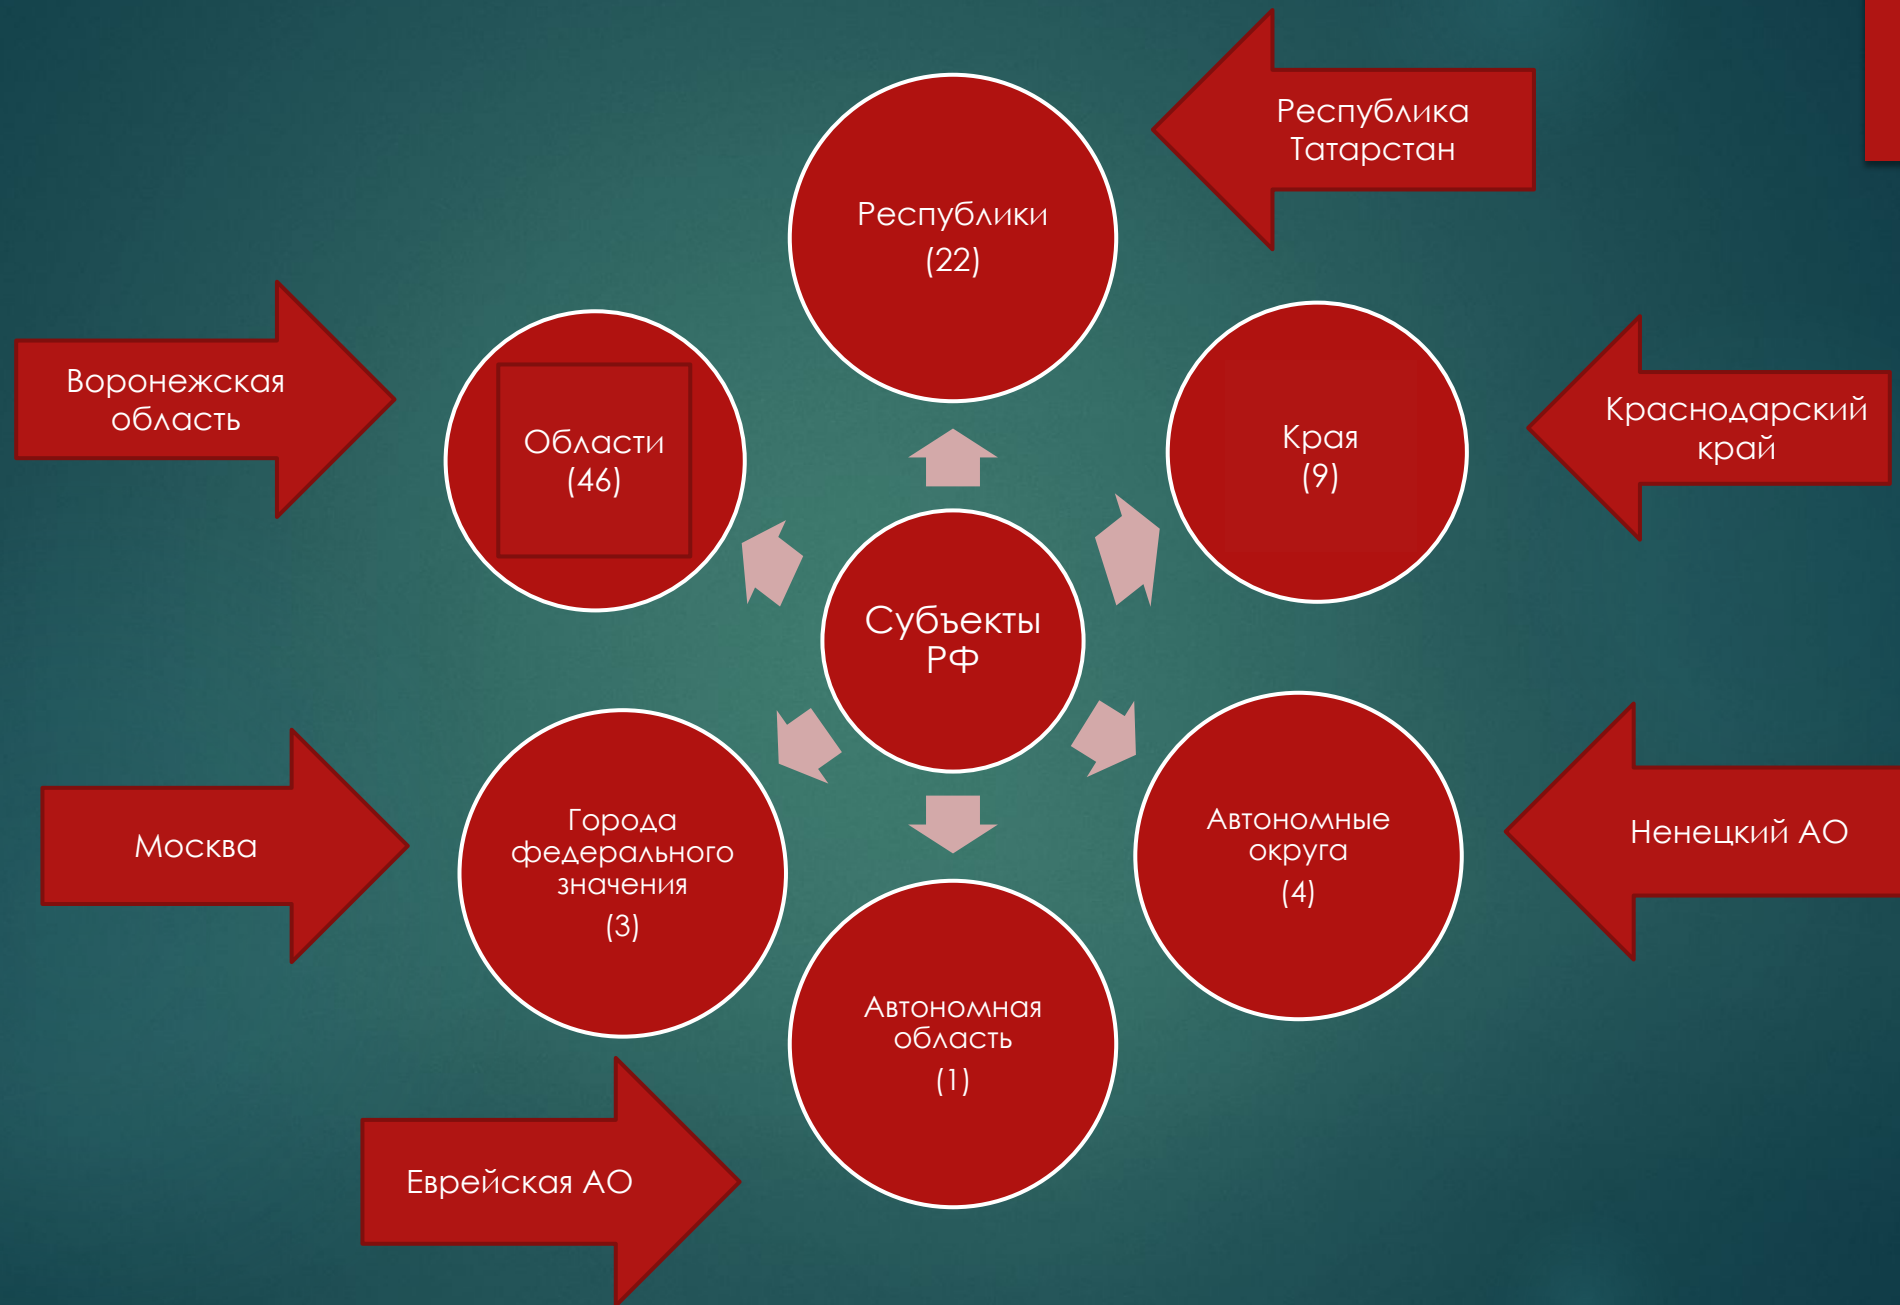 Республика
Татарстан
Республики
(22)
Воронежская
область
Области
(46)
Края
(9)
Краснодарский
край
Субъекты
РФ
Москва
Города
федерального
значения
(3)
Автономные
округа
(4)
Ненецкий АО
Автономная
область
(1)
Еврейская АО